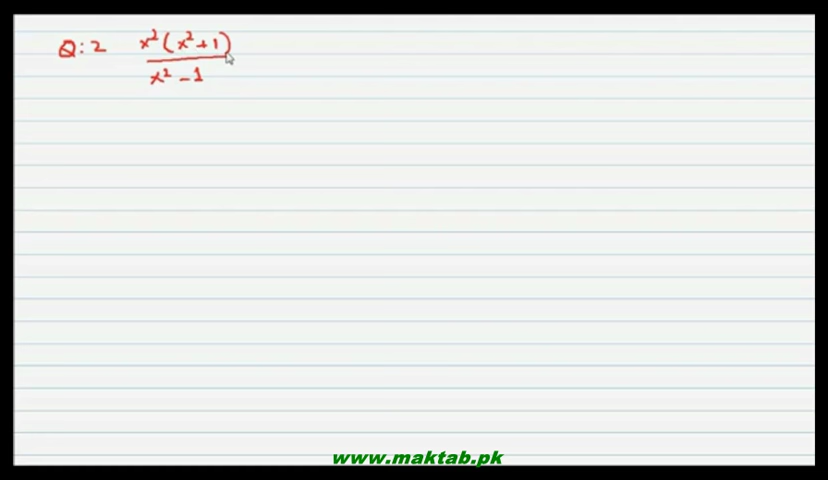 Q: 2 x² (x² + 1)
x² - 1
www.maktab.pk